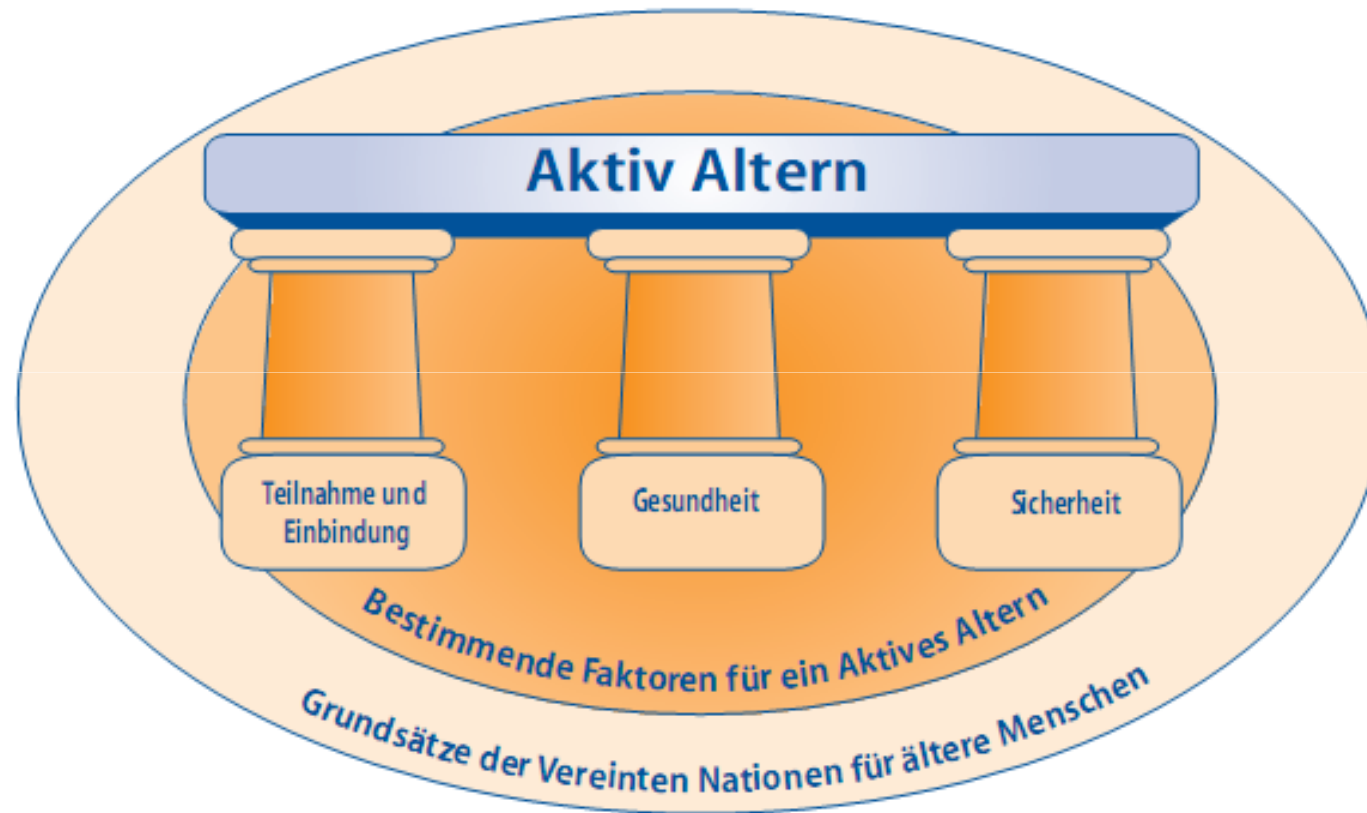 Aktiv Altern
Teilnahme und
Einbindung
Gesundheit
Sicherheit
Bestimmende Faktoren für ein Aktives Altern
Grundsätze der Vereinten Nationen für ältere Menschen